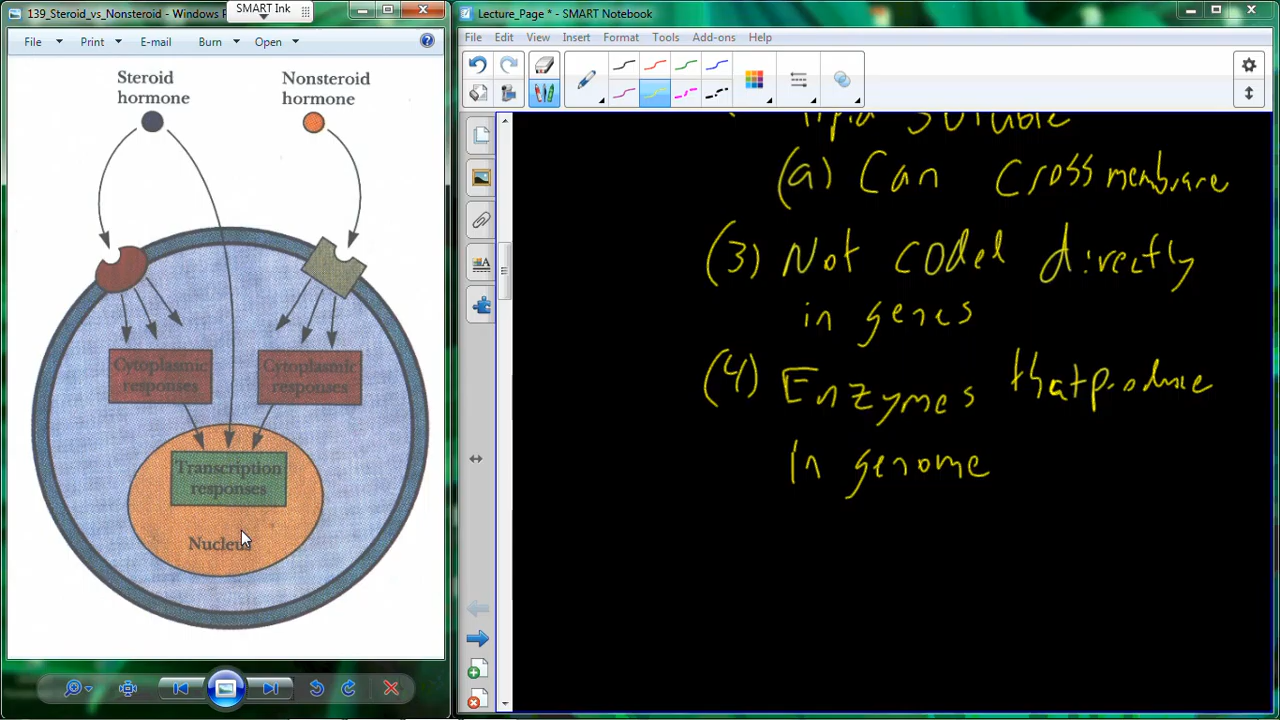 139_Steroid_vs_Nonsteroid - Windows P
SMART Ink
File Print E-mail Burn Open
Steroid
hormone
Nonsteroid
hormone
Cytoplasmic
responses
Cytoplasmic
responses
Transcription
responses
Nucleus
Lecture_Page * - SMART Notebook
File Edit View Insert Format Tools Add-ons Help
lipid soluble
(a) Can cross membrane
(3) Not coded directly
in genes
(4) Enzymes that produce
in genome